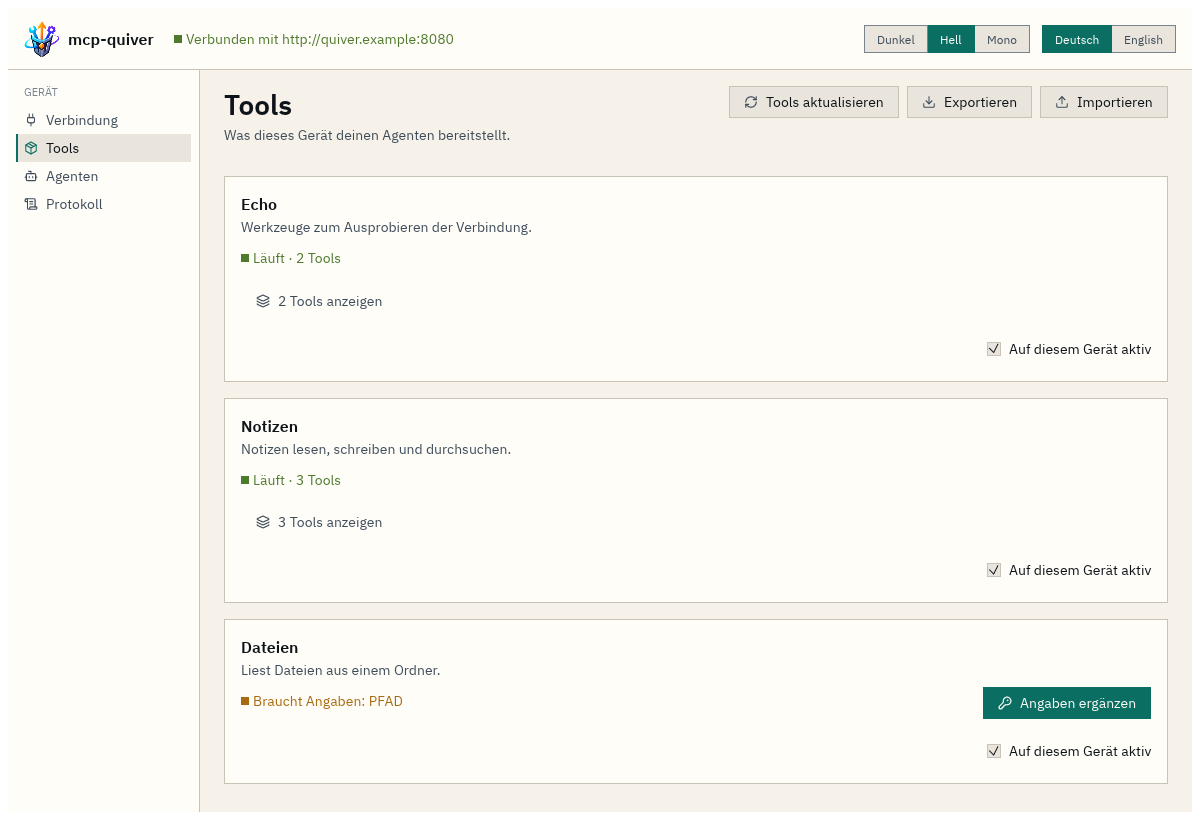 mcp-quiver
Verbunden mit http://quiver.example:8080
Dunkel
Hell
Mono
Deutsch
English
GERÄT
Verbindung
Tools
Agenten
Protokoll
Tools
Was dieses Gerät deinen Agenten bereitstellt.
Tools aktualisieren
Exportieren
Importieren
Echo
Werkzeuge zum Ausprobieren der Verbindung.
Läuft · 2 Tools
2 Tools anzeigen
Auf diesem Gerät aktiv
Notizen
Notizen lesen, schreiben und durchsuchen.
Läuft · 3 Tools
3 Tools anzeigen
Auf diesem Gerät aktiv
Dateien
Liest Dateien aus einem Ordner.
Braucht Angaben: PFAD
Angaben ergänzen
Auf diesem Gerät aktiv